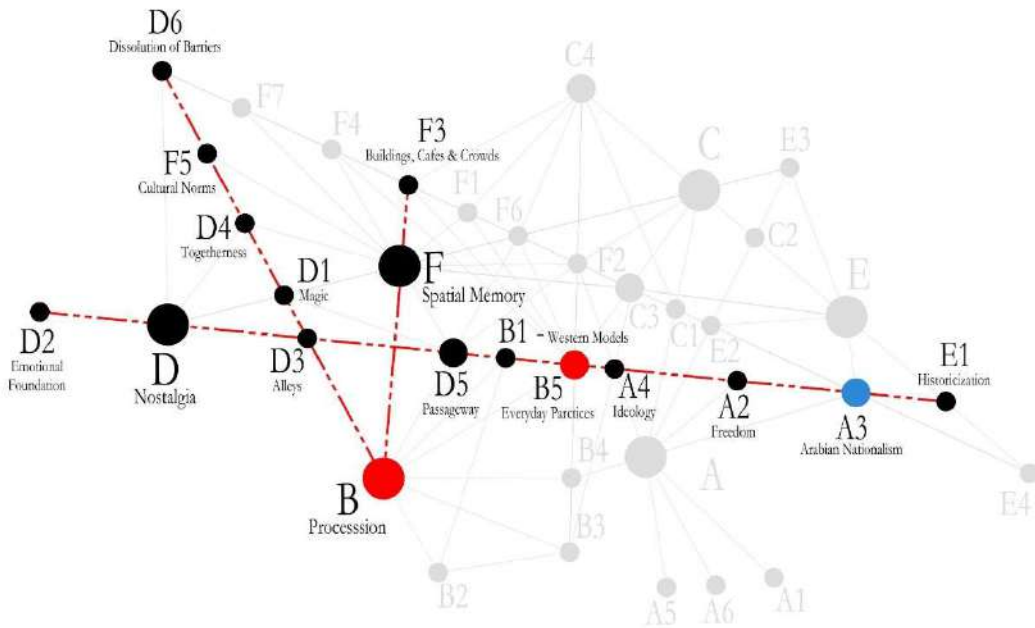 D6
Dissolution of Barriers
C4
F7
F4
F3
Buildings, Cafes & Crowds
E3
C
F5
Cultural Norms
F1
F6
C2
D4
Togetherness
F
Spatial Memory
F2
E
D1
Magic
C3
C1
D2
Emotional
Foundation
D
Nostalgia
D3
Alleys
D5
Passageway
B1 - Western Models
E2
B5
Everyday Parctices
A4
Ideology
A2
Freedom
E1
Historicization
A3
Arabian Nationalism
B
Processsion
B4
A
E4
B3
B2
A5
A6
A1